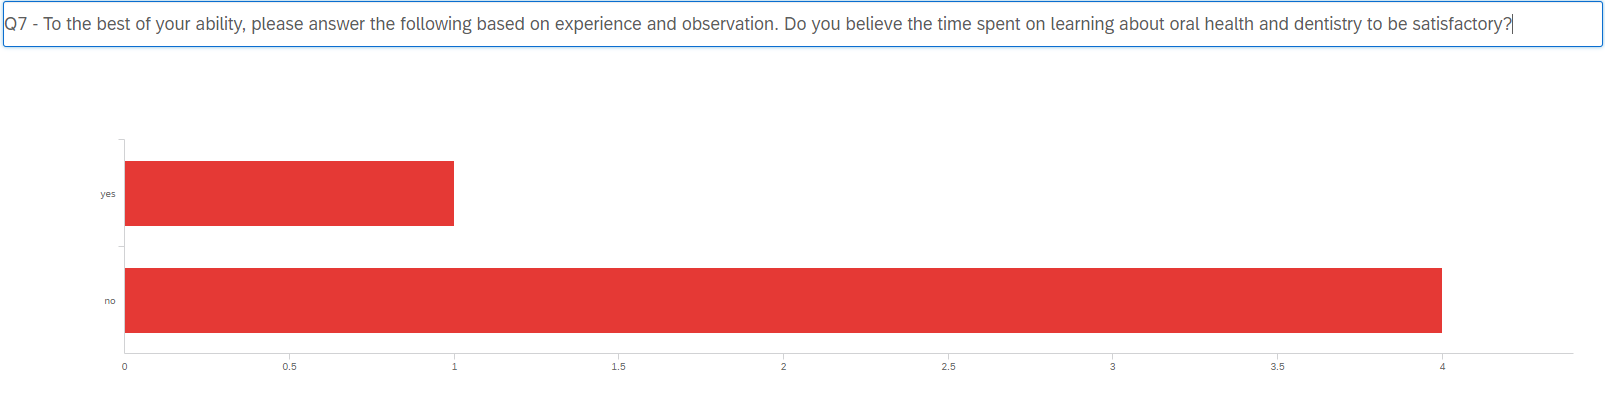 Q7 - To the best of your ability, please answer the following based on experience and observation. Do you believe the time spent on learning about oral health and dentistry to be satisfactory?
yes
no
0 0.5 1 1.5 2 2.5 3 3.5 4